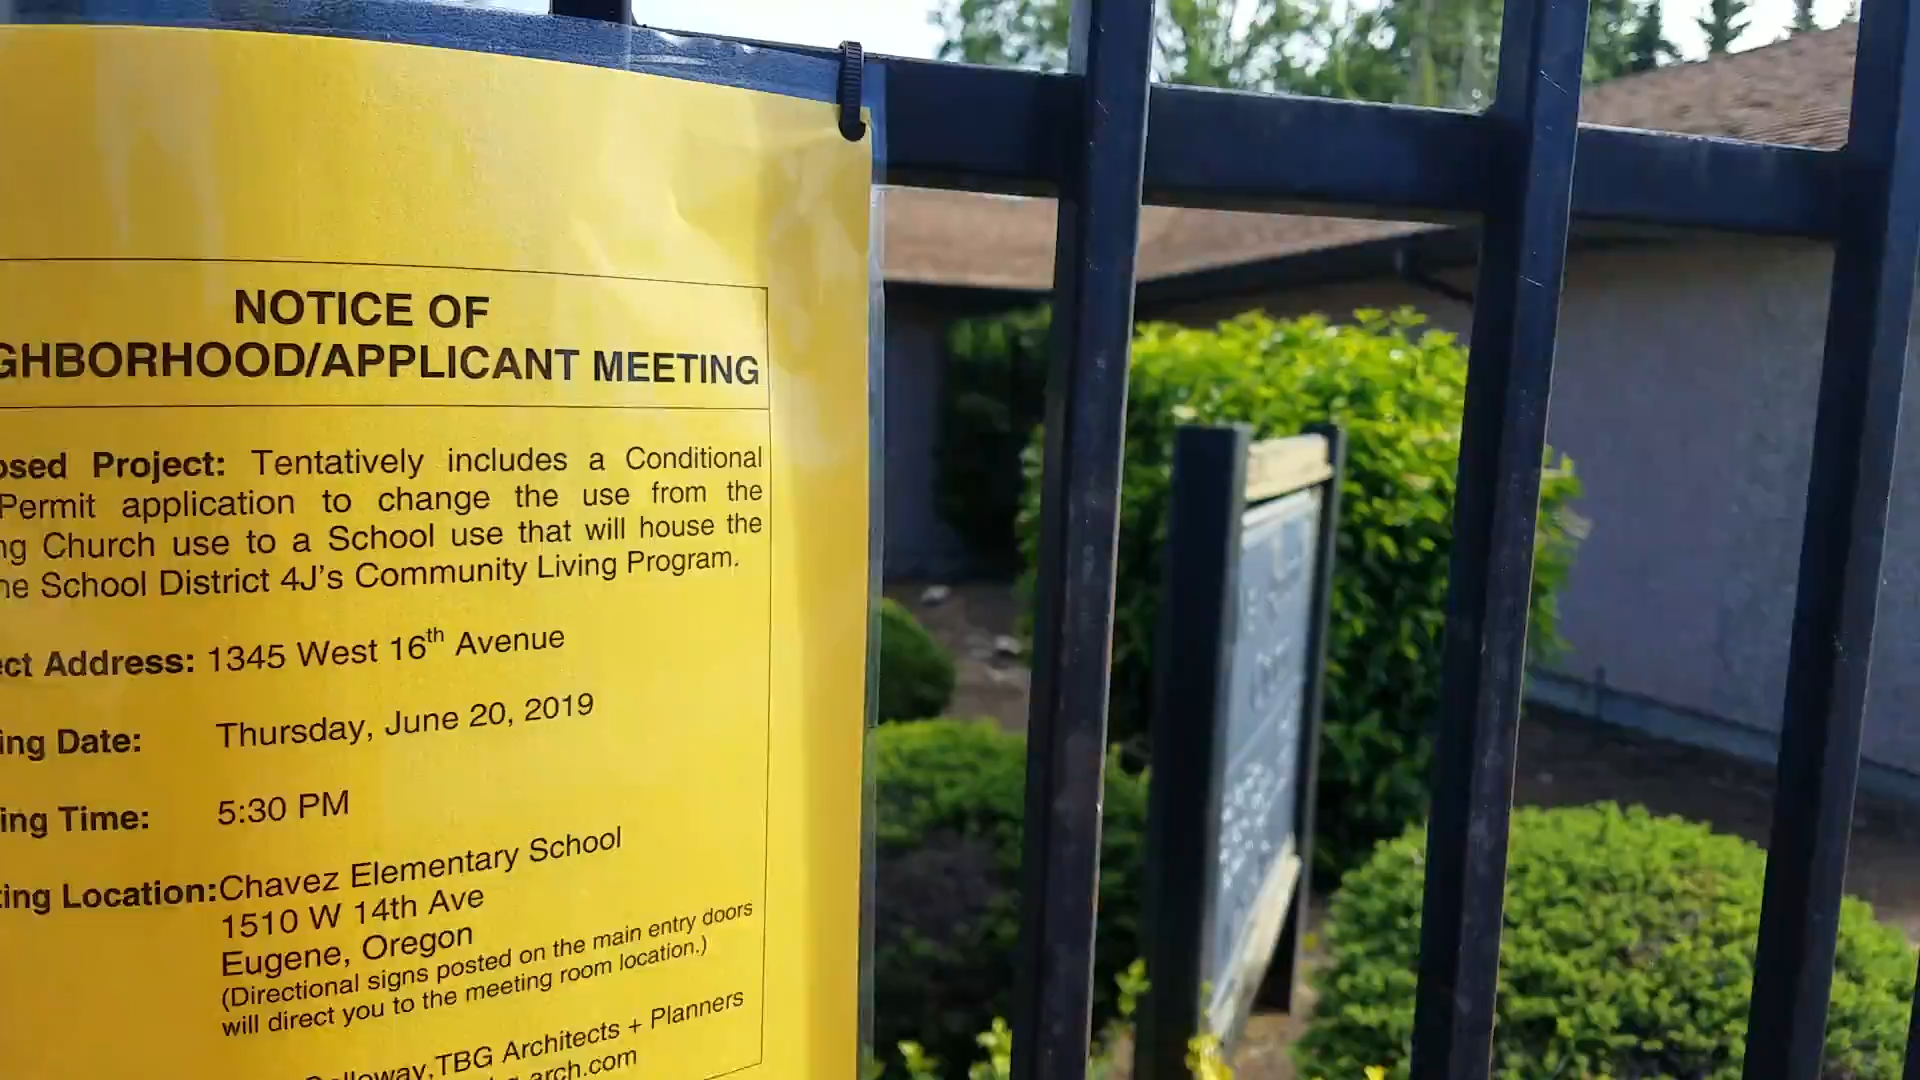 NOTICE OF
GHBORHOOD/APPLICANT MEETING
osed Project: Tentatively includes a Conditional
Permit application to change the use from the
ng Church use to a School use that will house the
ne School District 4J's Community Living Program.
ect Address: 1345 West 16th Avenue
ing Date: Thursday, June 20, 2019
ing Time: 5:30 PM
ting Location: Chavez Elementary School
1510 W 14th Ave
Eugene, Oregon
(Directional signs posted on the main entry doors
will direct you to the meeting room location.)
olloway, TBG Architects + Planners
arch.com